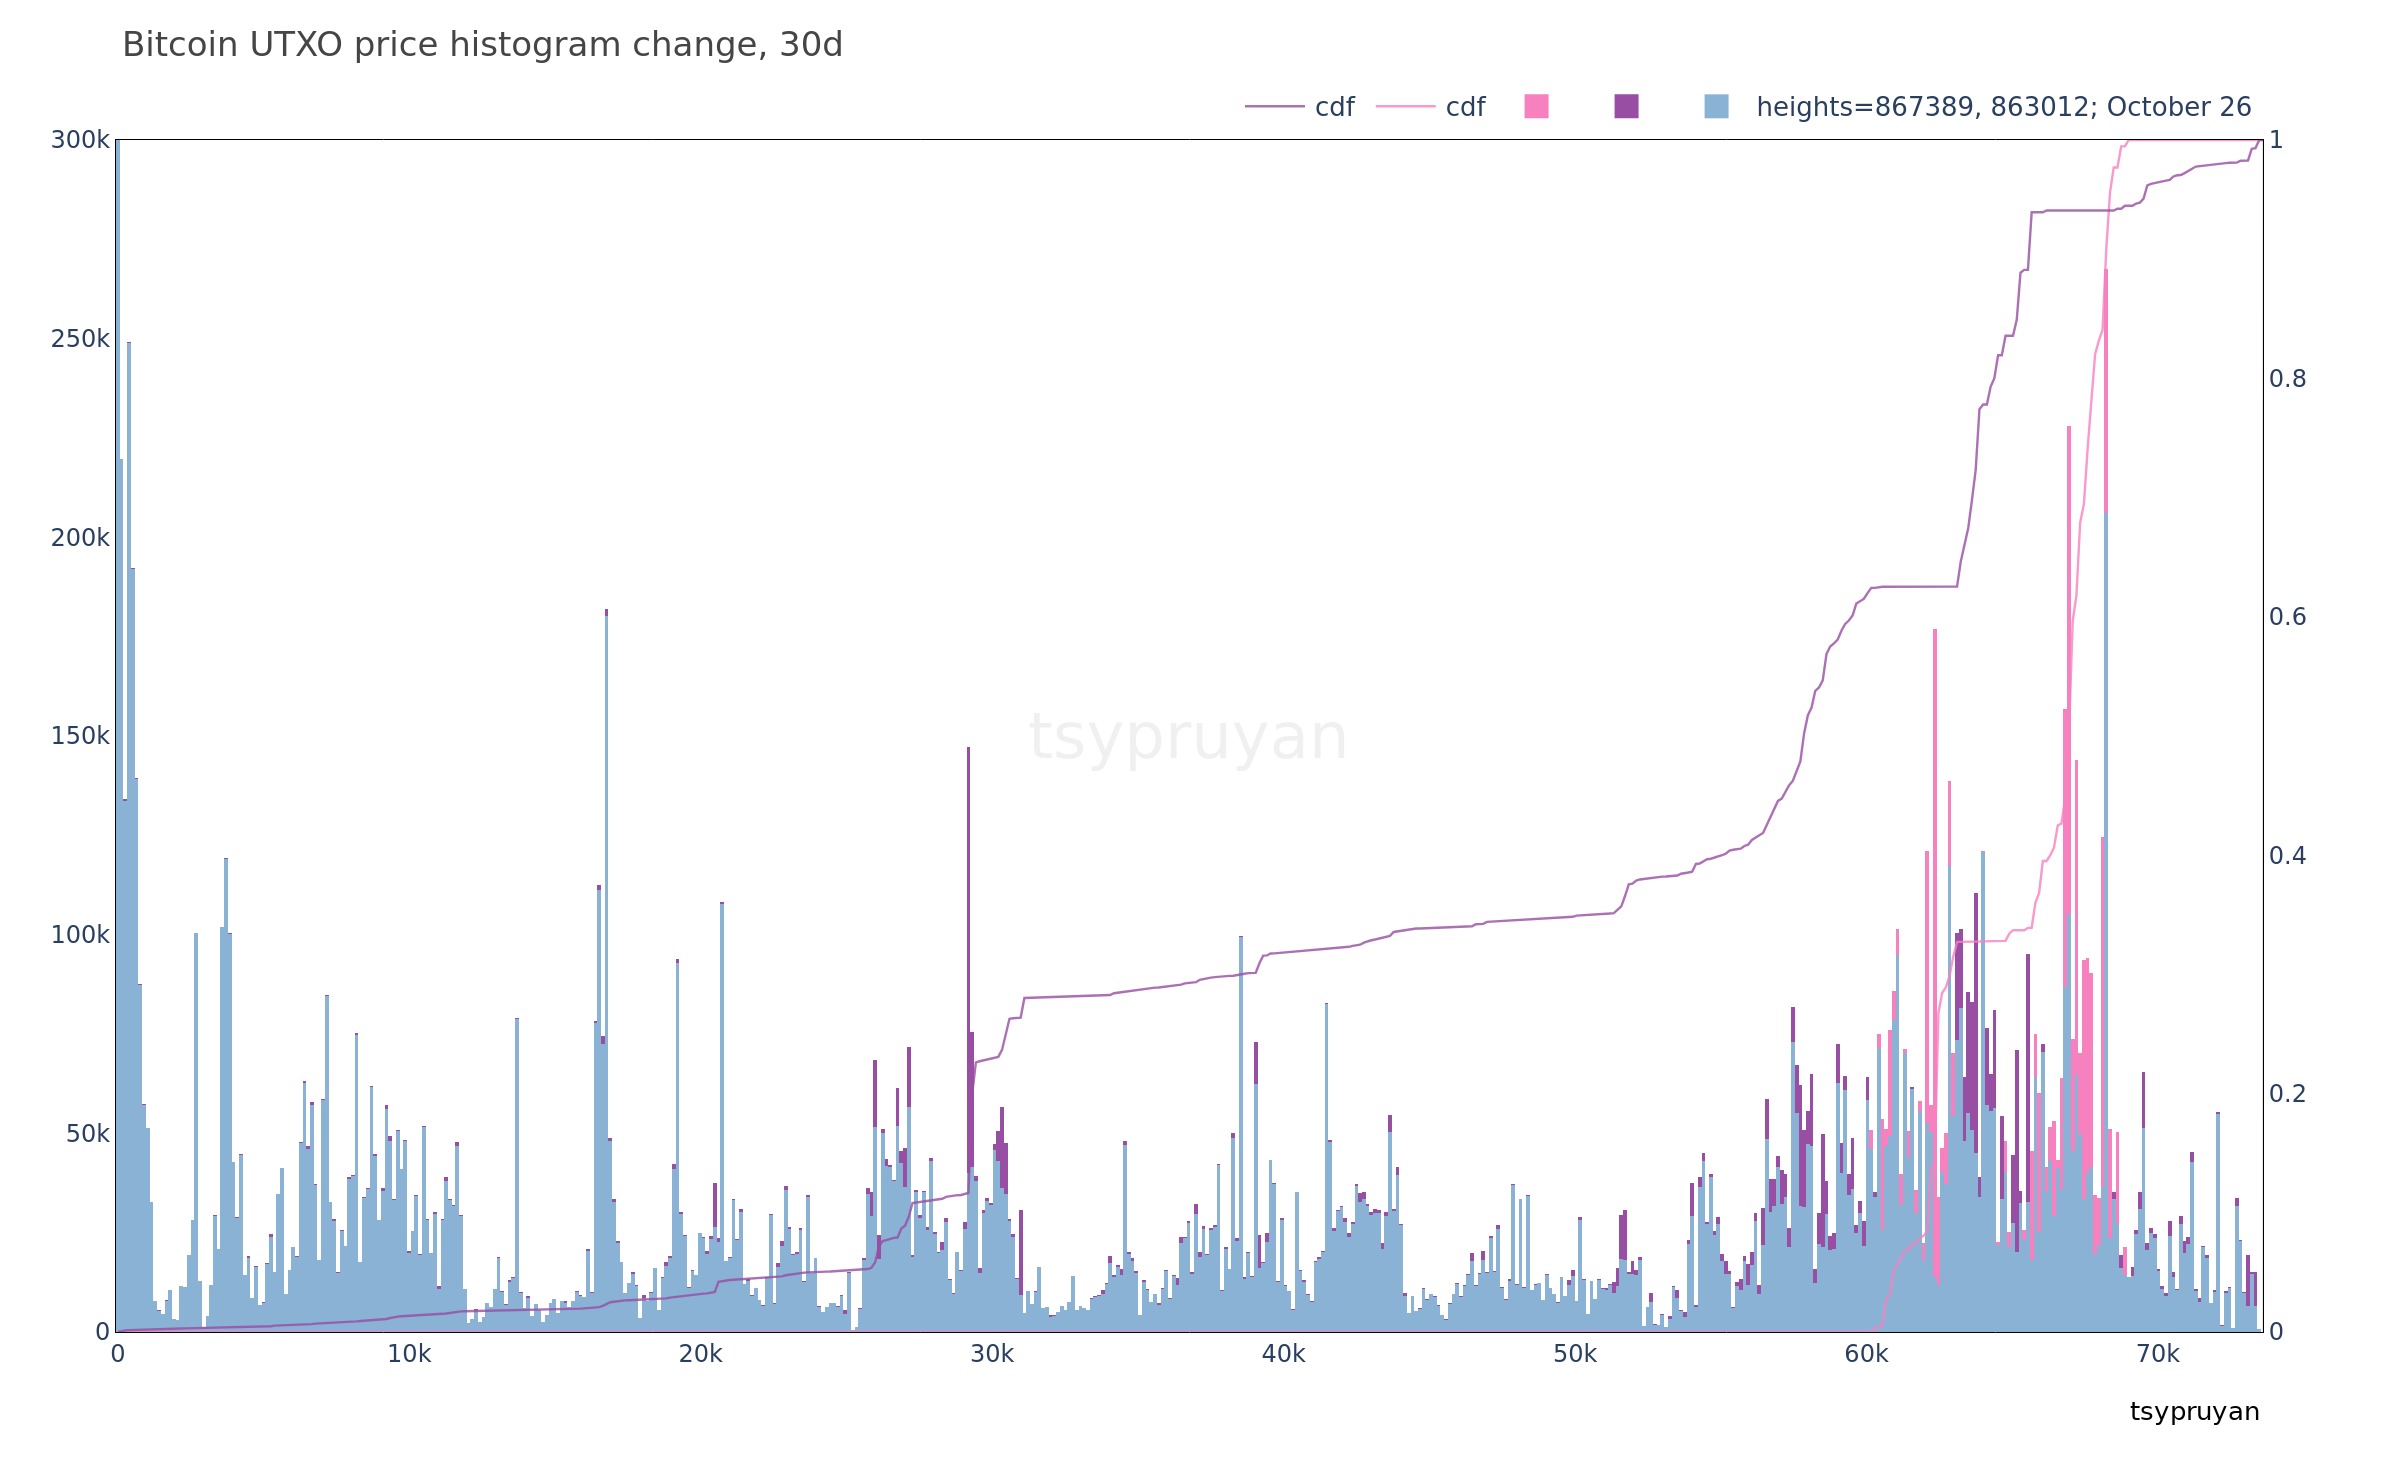 Bitcoin UTXO price histogram change, 30d
cdf cdf heights=867389, 863012; October 26
300k
250k
200k
150k
100k
50k
0
1
0.8
0.6
0.4
0.2
0
tsypruyan
0 10k 20k 30k 40k 50k 60k 70k
tsypruyan